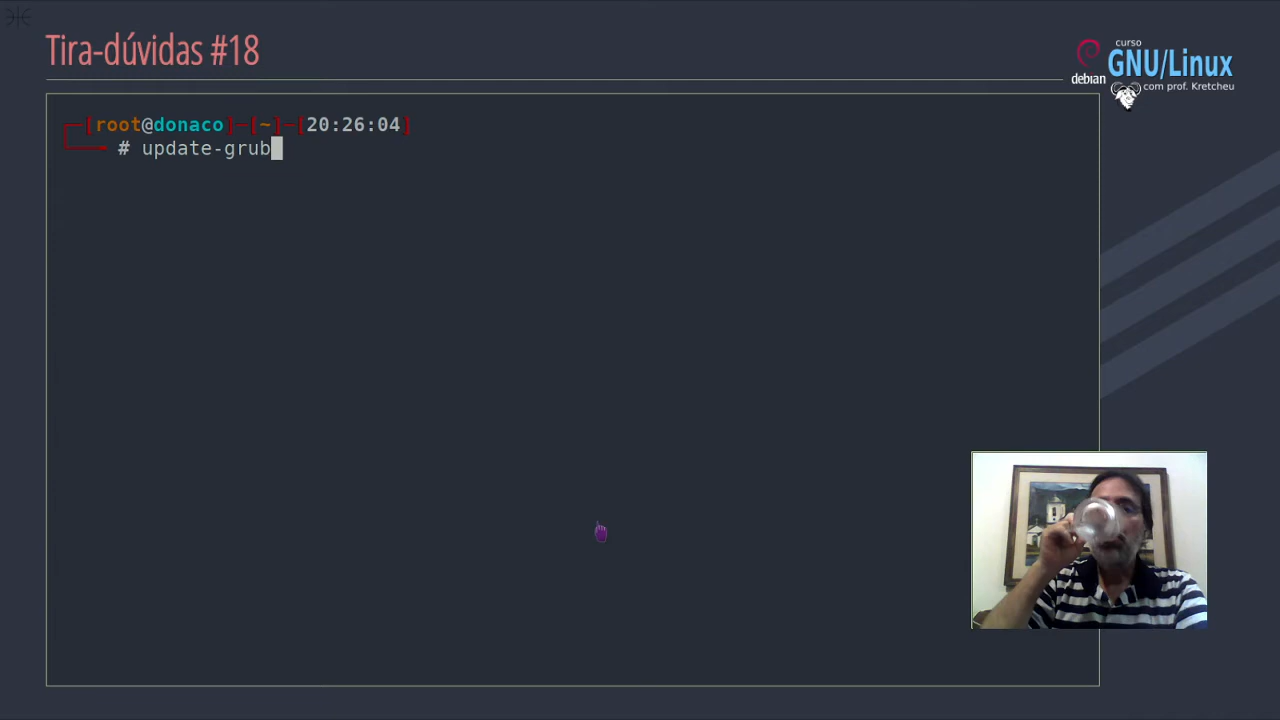 Tira-dúvidas #18
curso
GNU/Linux
debian
com prof. Kretcheu
[root@donaco]-[~]-[20:26:04]
# update-grub